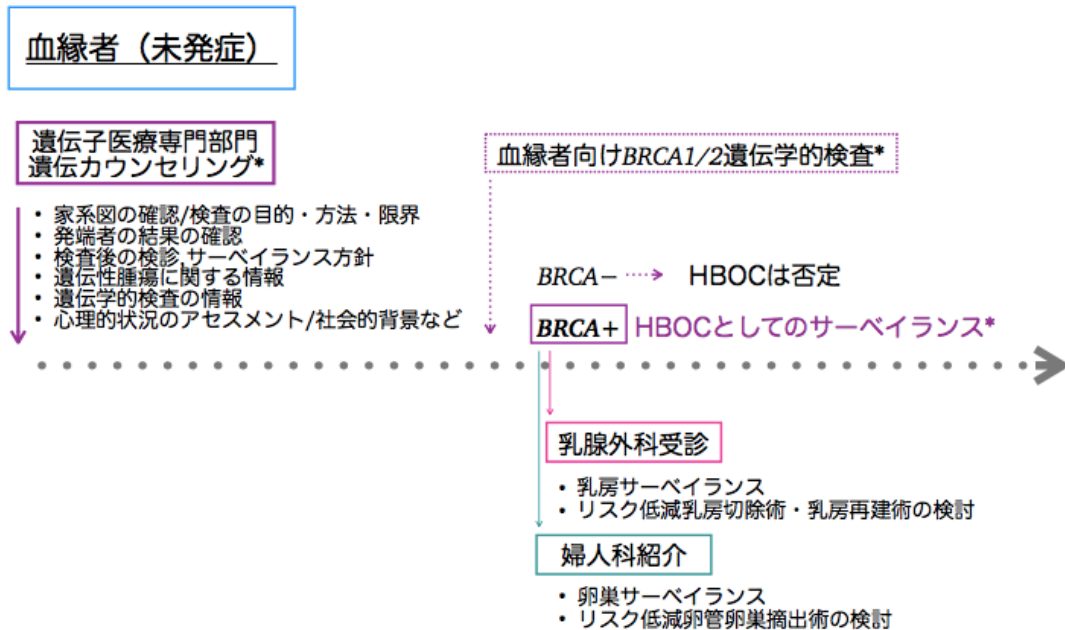 血縁者（未発症）
遺伝子医療専門部門
遺伝カウンセリング*
• 家系図の確認/検査の目的・方法・限界
• 発端者の結果の確認
• 検査後の検診,サーベイランス方針
• 遺伝性腫瘍に関する情報
• 遺伝学的検査の情報
• 心理的状況のアセスメント/社会的背景など
血縁者向けBRCA1/2遺伝学的検査*
BRCA− HBOCは否定
BRCA+ HBOCとしてのサーベイランス*
乳腺外科受診
• 乳房サーベイランス
• リスク低減乳房切除術・乳房再建術の検討
婦人科紹介
• 卵巣サーベイランス
• リスク低減卵管卵巣摘出術の検討